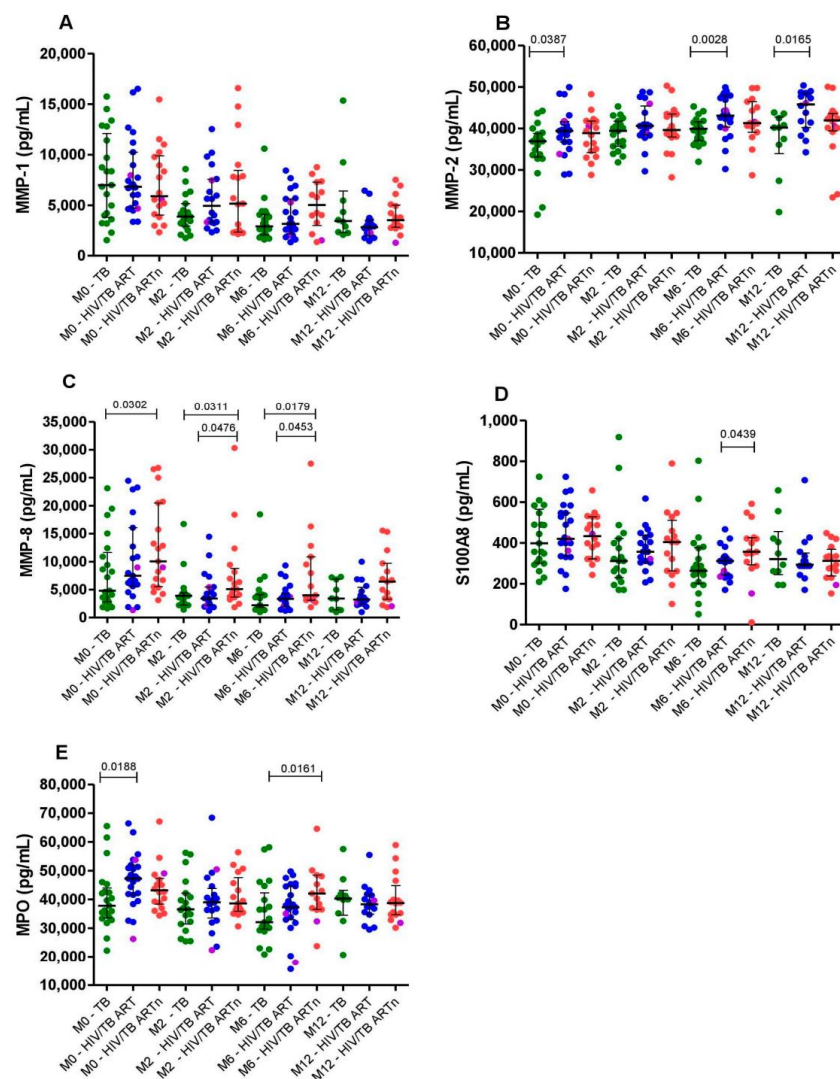 A
MMP-1 (pg/mL)
20,000
15,000
10,000
5,000
0
M0 - TB
M0 - HIV/TB ART
M0 - HIV/TB ARTn
M2 - TB
M2 - HIV/TB ART
M2 - HIV/TB ARTn
M6 - TB
M6 - HIV/TB ART
M6 - HIV/TB ARTn
M12 - TB
M12 - HIV/TB ART
M12 - HIV/TB ARTn
B
MMP-2 (pg/mL)
0.0387
0.0028
0.0165
60,000
50,000
40,000
30,000
20,000
10,000
M0 - TB
M0 - HIV/TB ART
M0 - HIV/TB ARTn
M2 - TB
M2 - HIV/TB ART
M2 - HIV/TB ARTn
M6 - TB
M6 - HIV/TB ART
M6 - HIV/TB ARTn
M12 - TB
M12 - HIV/TB ART
M12 - HIV/TB ARTn
C
MMP-8 (pg/mL)
0.0302
0.0311
0.0476
0.0179
0.0453
35,000
30,000
25,000
20,000
15,000
10,000
5,000
0
M0 - TB
M0 - HIV/TB ART
M0 - HIV/TB ARTn
M2 - TB
M2 - HIV/TB ART
M2 - HIV/TB ARTn
M6 - TB
M6 - HIV/TB ART
M6 - HIV/TB ARTn
M12 - TB
M12 - HIV/TB ART
M12 - HIV/TB ARTn
D
S100A8 (pg/mL)
0.0439
1,000
800
600
400
200
0
M0 - TB
M0 - HIV/TB ART
M0 - HIV/TB ARTn
M2 - TB
M2 - HIV/TB ART
M2 - HIV/TB ARTn
M6 - TB
M6 - HIV/TB ART
M6 - HIV/TB ARTn
M12 - TB
M12 - HIV/TB ART
M12 - HIV/TB ARTn
E
MPO (pg/mL)
0.0188
0.0161
80,000
70,000
60,000
50,000
40,000
30,000
20,000
10,000
M0 - TB
M0 - HIV/TB ART
M0 - HIV/TB ARTn
M2 - TB
M2 - HIV/TB ART
M2 - HIV/TB ARTn
M6 - TB
M6 - HIV/TB ART
M6 - HIV/TB ARTn
M12 - TB
M12 - HIV/TB ART
M12 - HIV/TB ARTn